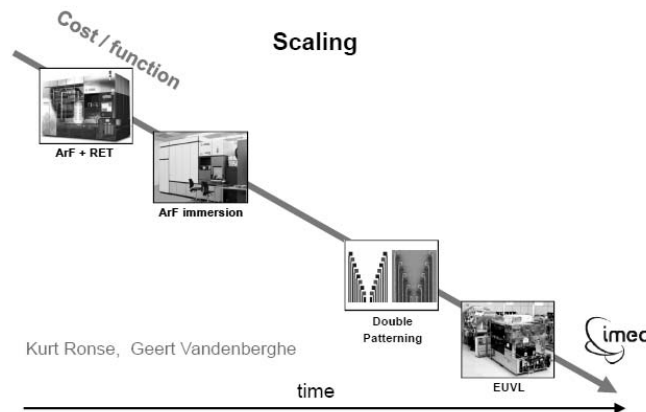 Scaling
Cost / function
ArF + RET
ArF immersion
Double
Patterning
EUVL
imec
Kurt Ronse, Geert Vandenberghe
time